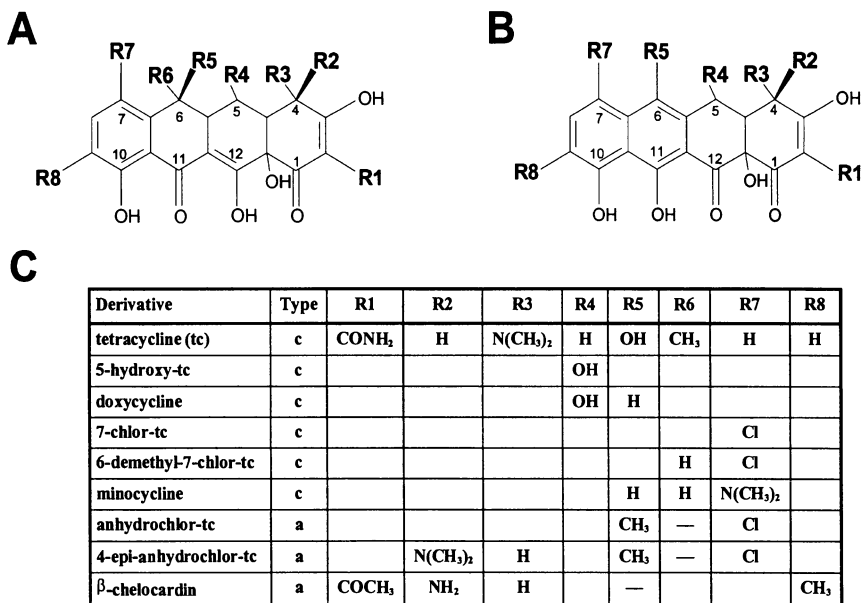 A
B
R7 R5 R2
R6 R4 R3
OH
7 6 5 4
R8 10 11 12 1 R1
OH
OH O OH O
R7 R5 R2
R4 R3
OH
7 6 5 4
R8 10 11 12 1 R1
OH
OH OH O O
C
Derivative Type R1 R2 R3 R4 R5 R6 R7 R8
tetracycline (tc) c CONH₂ H N(CH₃)₂ H OH CH₃ H H
5-hydroxy-tc c OH
doxycycline c OH H
7-chlor-tc c Cl
6-demethyl-7-chlor-tc c H Cl
minocycline c H H N(CH₃)₂
anhydrochlor-tc a CH₃ — Cl
4-epi-anhydrochlor-tc a N(CH₃)₂ H CH₃ — Cl
β-chelocardin a COCH₃ NH₂ H — CH₃